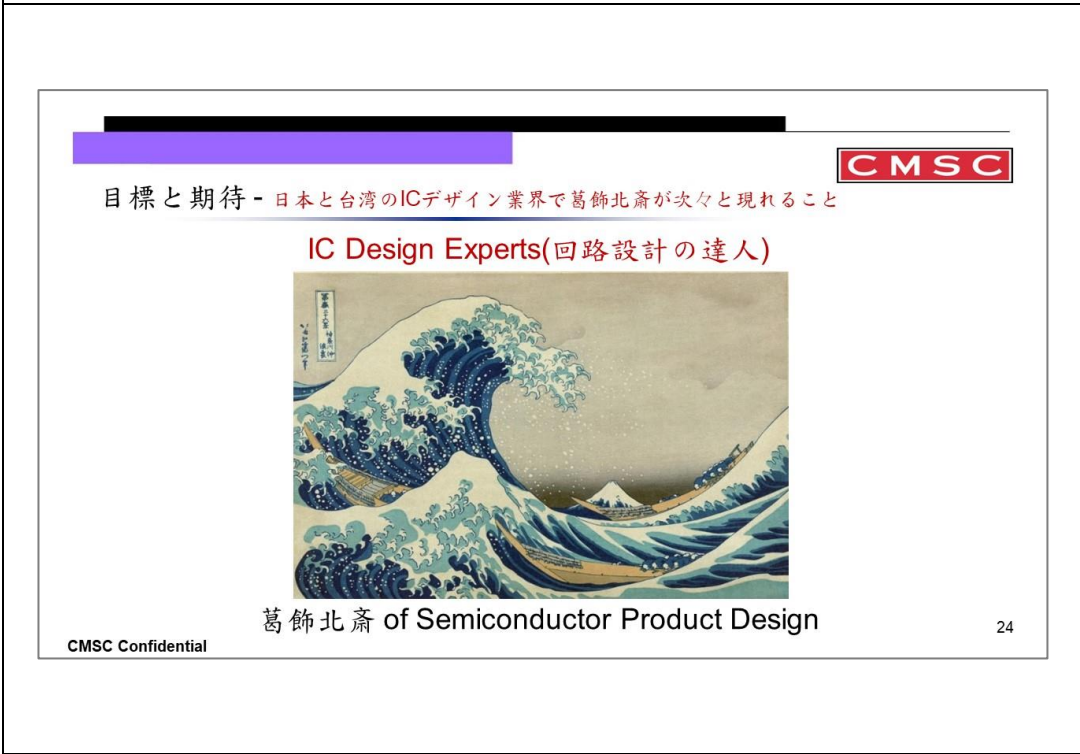 CMSC
目標と期待 - 日本と台湾のICデザイン業界で葛飾北斎が次々と現れること
IC Design Experts(回路設計の達人)
葛飾北斎 of Semiconductor Product Design
24
CMSC Confidential